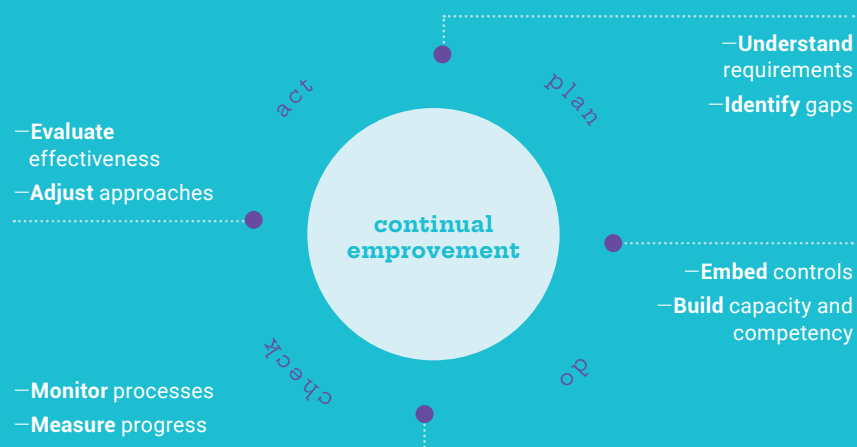 act
plan
—Understand
requirements
—Identify gaps
—Evaluate
effectiveness
—Adjust approaches
continual
emprovement
—Embed controls
—Build capacity and
competency
check
do
—Monitor processes
—Measure progress